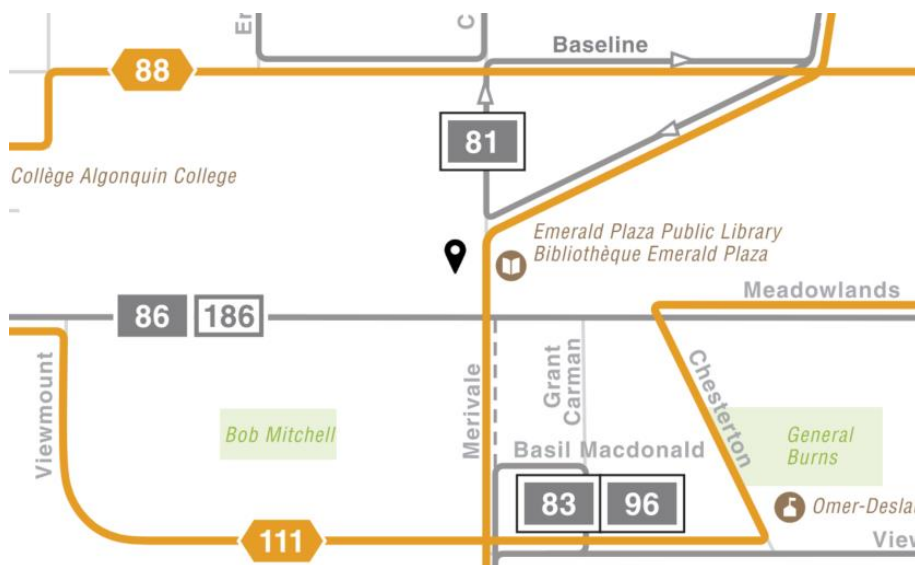 Baseline
88
81
Collège Algonquin College
Emerald Plaza Public Library
Bibliothèque Emerald Plaza
Meadowlands
86
186
Viewmount
Merivale
Grant
Carman
Chesterton
Bob Mitchell
General
Burns
Basil Macdonald
83
96
111